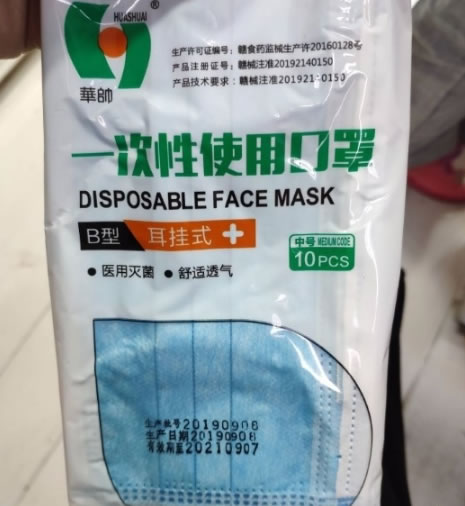 HUASHUAI
®
華帥
生产许可证编号：赣食药监械生产许20160128号
产品注册证号：赣械注准20192140150
产品技术要求：赣械注准20192140150
一次性使用口罩
DISPOSABLE FACE MASK
B型 耳挂式
中号 MEDIUM CODE
10PCS
●医用灭菌 ●舒适透气
生产批号20190908
生产日期20190908
有效期至20210907